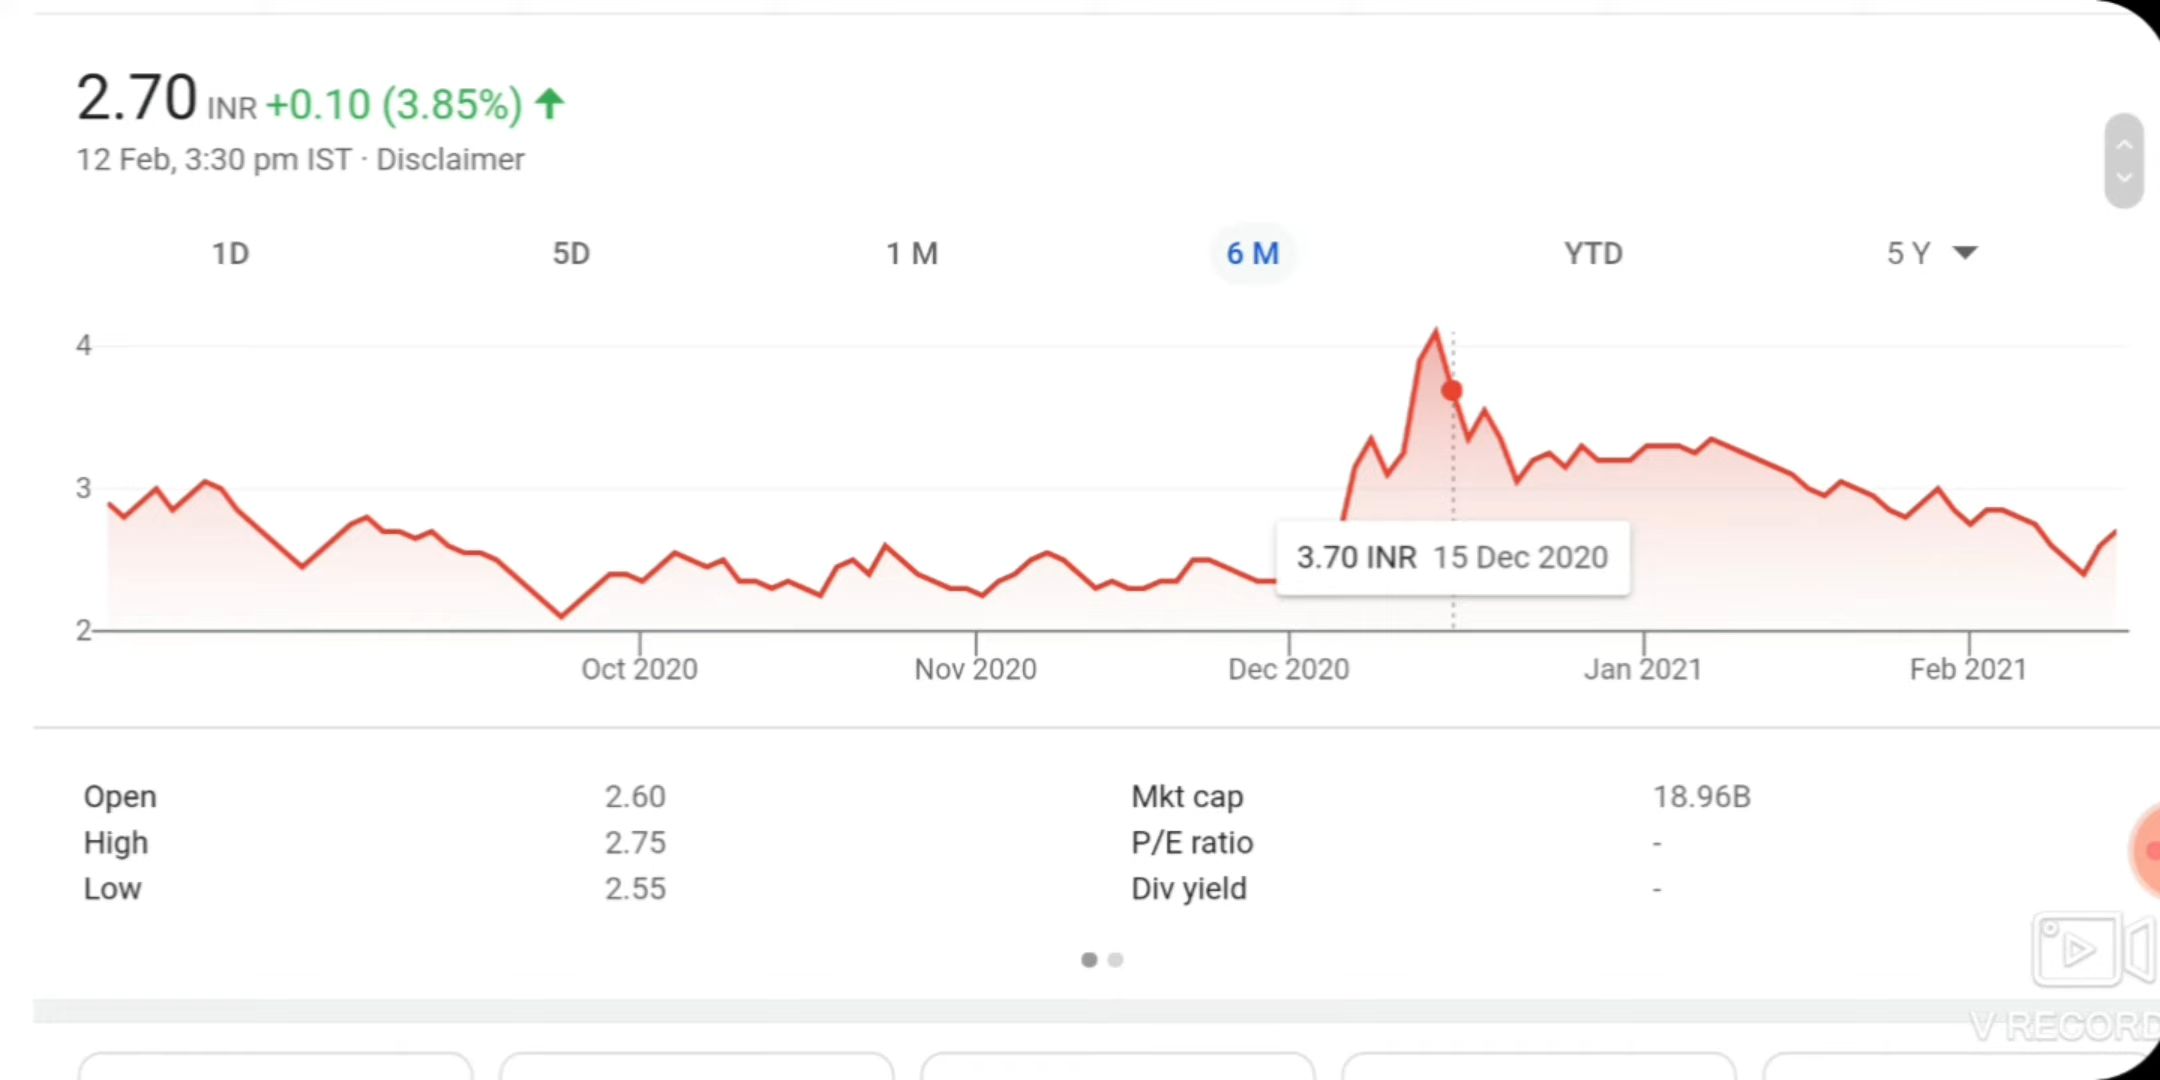 2.70 INR +0.10 (3.85%)
12 Feb, 3:30 pm IST · Disclaimer
1D 5D 1 M 6 M YTD 5 Y
4
3
2
3.70 INR 15 Dec 2020
Oct 2020 Nov 2020 Dec 2020 Jan 2021 Feb 2021
Open 2.60 Mkt cap 18.96B
High 2.75 P/E ratio -
Low 2.55 Div yield -
V RECORD